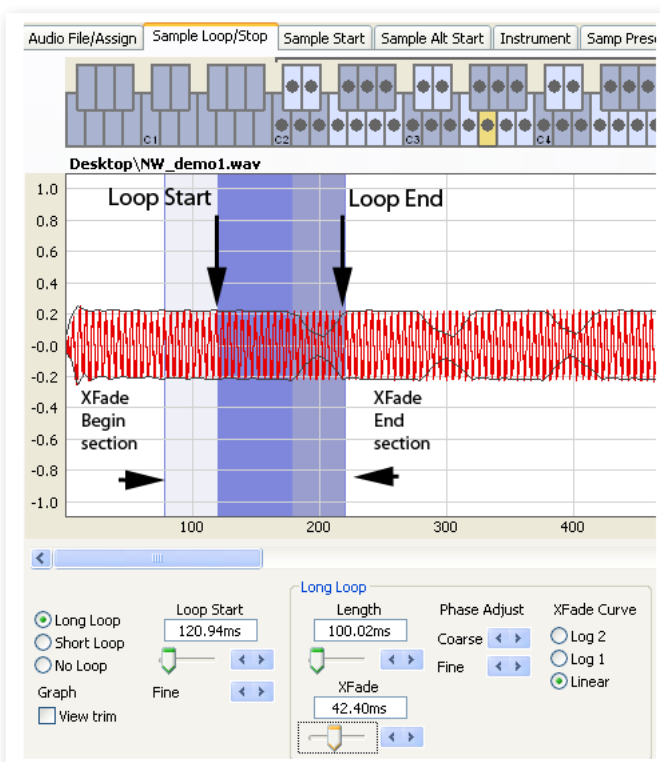 Audio File/Assign Sample Loop/Stop Sample Start Sample Alt Start Instrument Samp Prese
C1 C2 C3 C4
Desktop\NW_demo1.wav
1.0
Loop Start Loop End
0.8
0.6
0.4
0.2
-0.0
-0.2
XFade Begin section
XFade End section
-0.4
-0.6
-0.8
-1.0
100 200 300 400
Long Loop
Short Loop
No Loop
Graph
View trim
Loop Start
120.94ms
Fine
Long Loop
Length
100.02ms
XFade
42.40ms
Phase Adjust
Coarse
Fine
XFade Curve
Log 2
Log 1
Linear